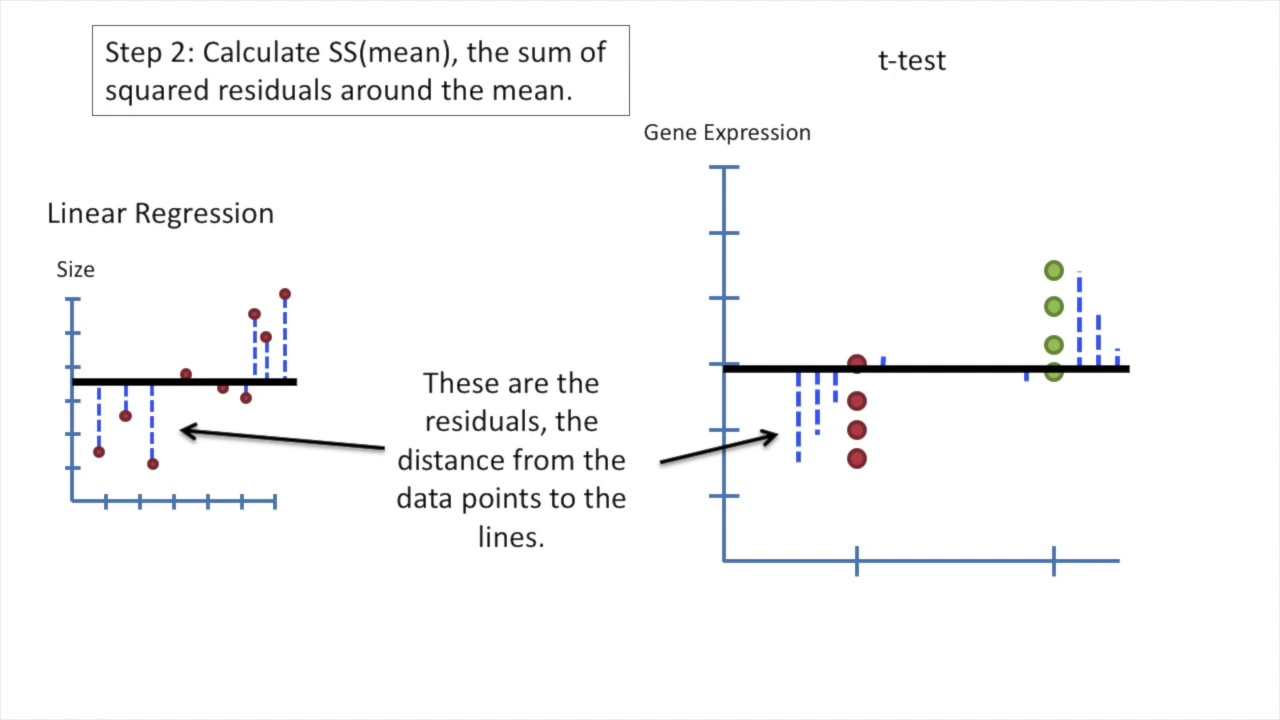 Step 2: Calculate SS(mean), the sum of
squared residuals around the mean.
t-test
Gene Expression
Linear Regression
Size
These are the
residuals, the
distance from the
data points to the
lines.